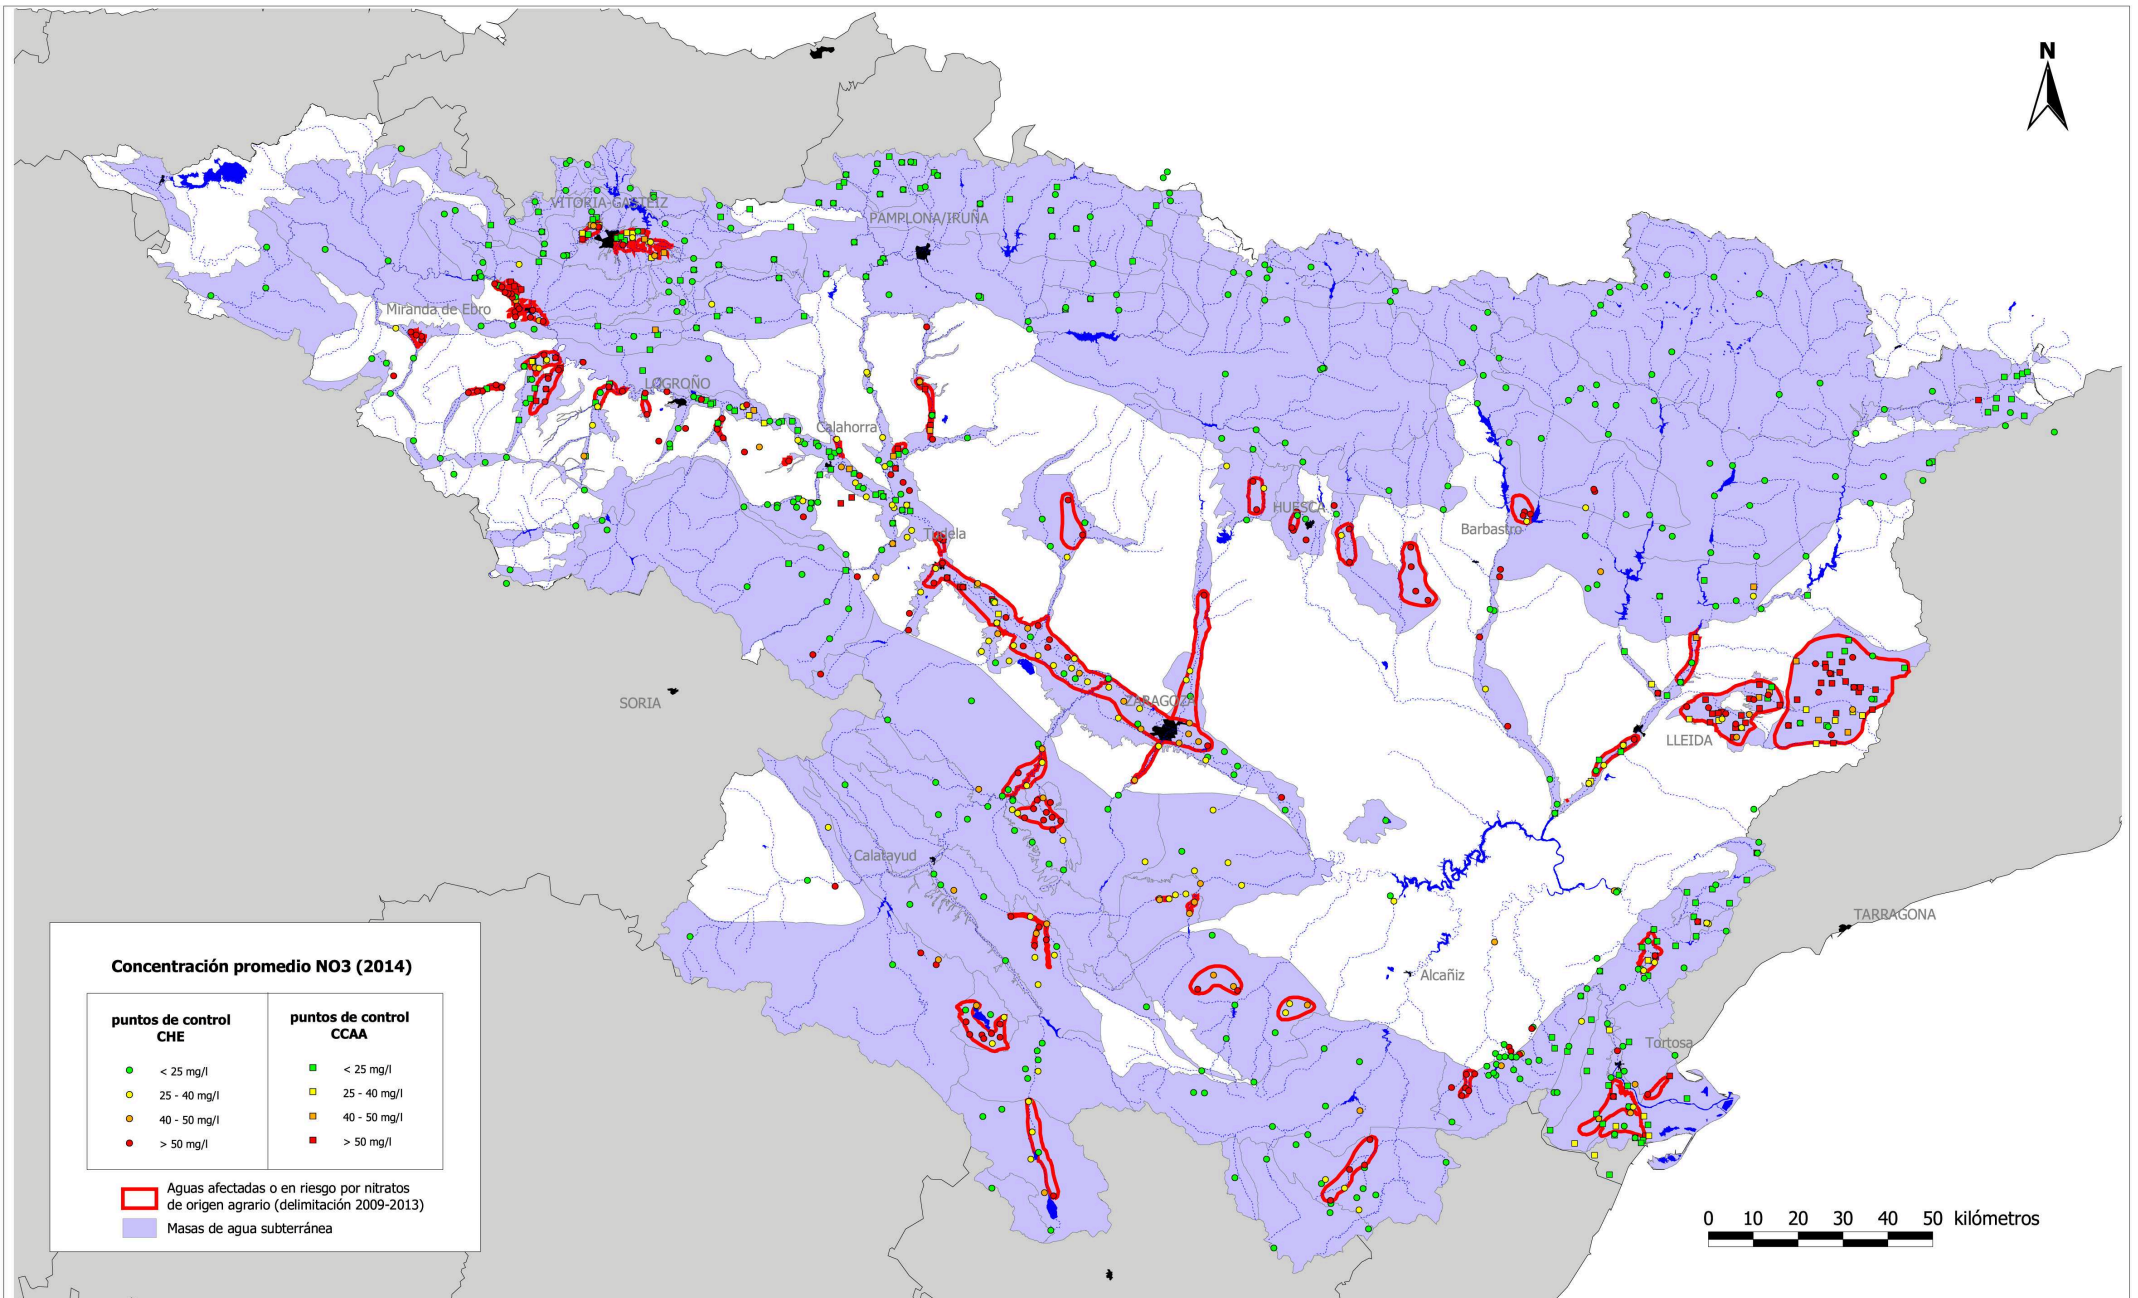 N
VITORIA-GASTEIZ
PAMPLONA/IRUÑA
Miranda de Ebro
LOGROÑO
Calahorra
HUESCA
Barbastro
Tudela
SORIA
ZARAGOZA
LLEIDA
Calatayud
TARRAGONA
Alcañiz
Tortosa
Concentración promedio NO3 (2014)
puntos de control
CHE
< 25 mg/l
25 - 40 mg/l
40 - 50 mg/l
> 50 mg/l
puntos de control
CCAA
< 25 mg/l
25 - 40 mg/l
40 - 50 mg/l
> 50 mg/l
Aguas afectadas o en riesgo por nitratos
de origen agrario (delimitación 2009-2013)
Masas de agua subterránea
0 10 20 30 40 50 kilómetros